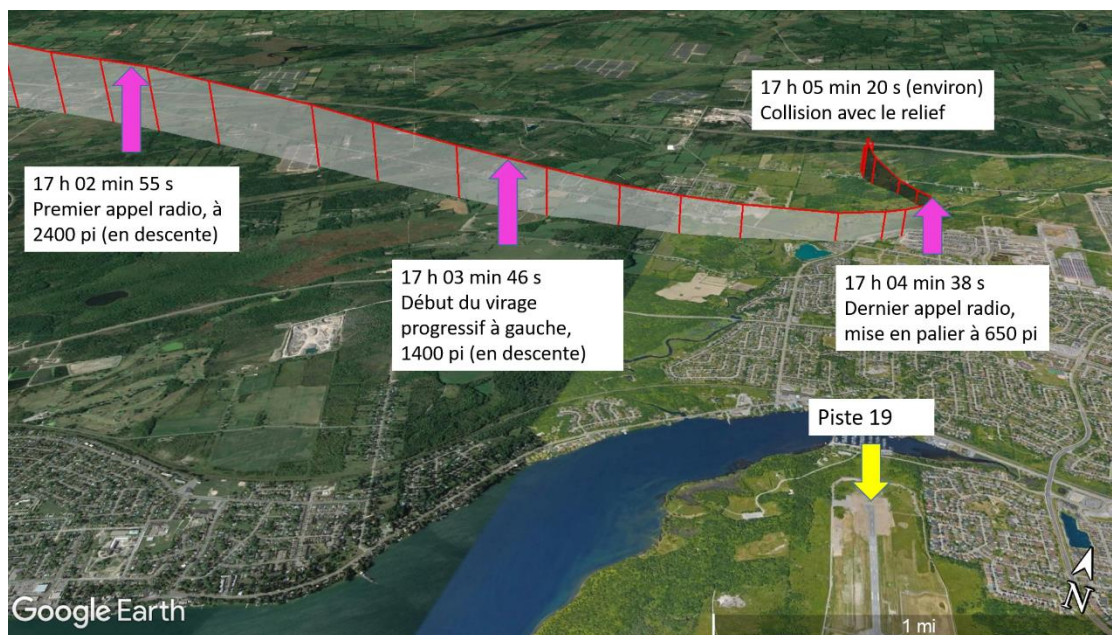 17 h 05 min 20 s (environ)
Collision avec le relief
17 h 02 min 55 s
Premier appel radio, à
2400 pi (en descente)
17 h 03 min 46 s
Début du virage
progressif à gauche,
1400 pi (en descente)
17 h 04 min 38 s
Dernier appel radio,
mise en palier à 650 pi
Piste 19
N
Google Earth
1 mi